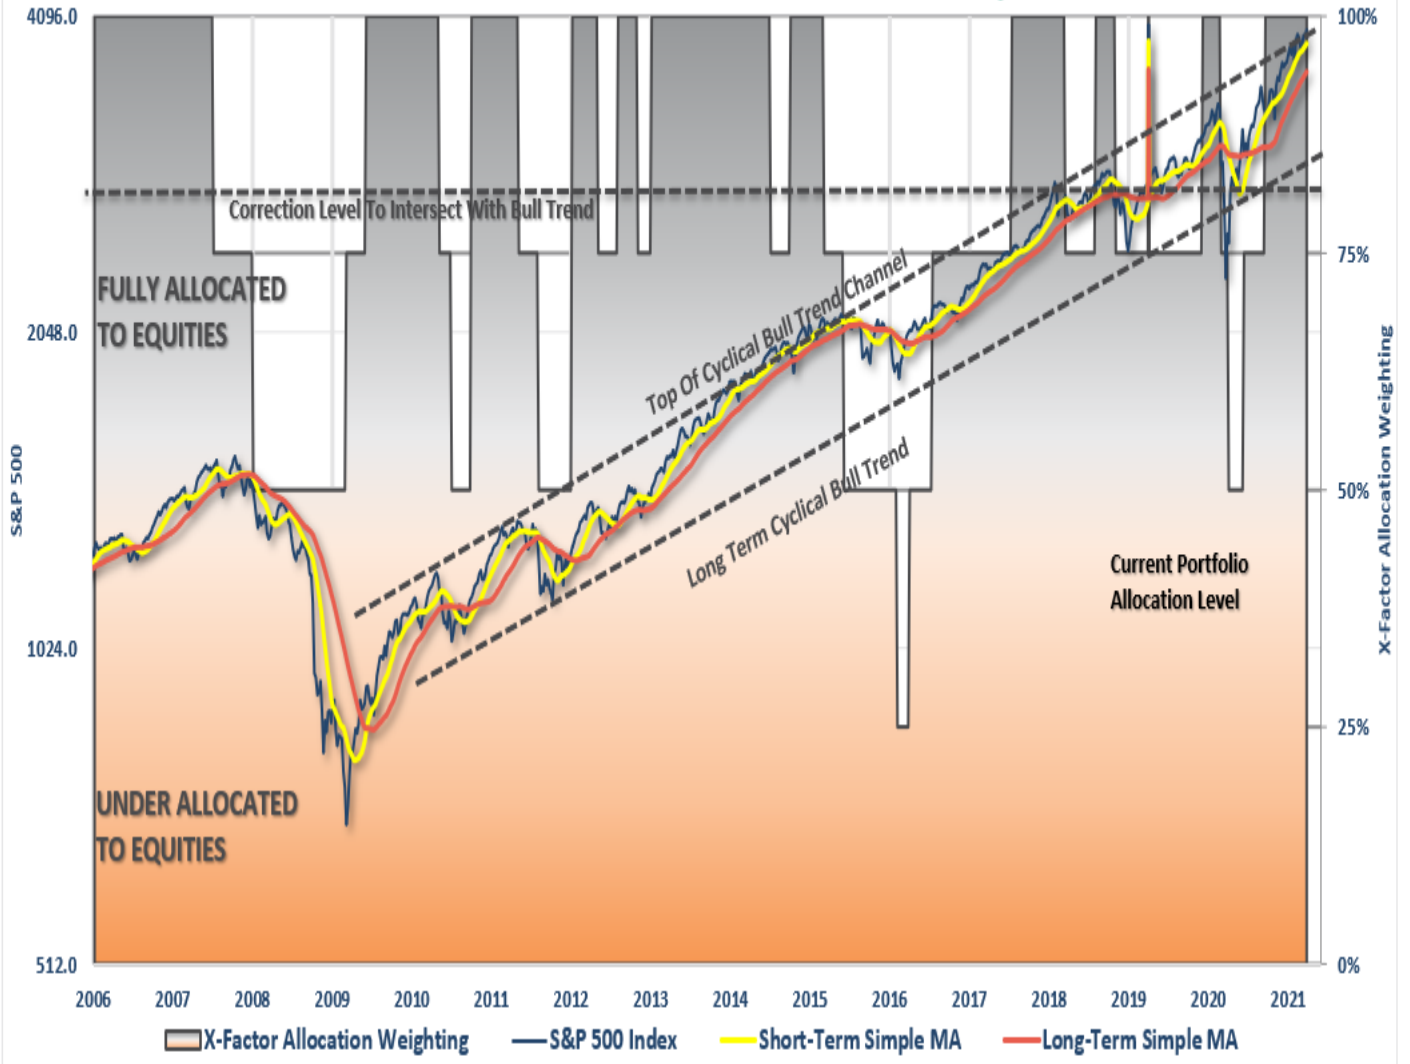 4096.0
100%
Correction Level To Intersect With Bull Trend
75%
FULLY ALLOCATED
TO EQUITIES
Top Of Cyclical Bull Trend Channel
2048.0
S&P 500
X-Factor Allocation Weighting
Long Term Cyclical Bull Trend
50%
Current Portfolio
Allocation Level
1024.0
25%
UNDER ALLOCATED
TO EQUITIES
512.0
0%
2006 2007 2008 2009 2010 2011 2012 2013 2014 2015 2016 2017 2018 2019 2020 2021
X-Factor Allocation Weighting S&P 500 Index Short-Term Simple MA Long-Term Simple MA